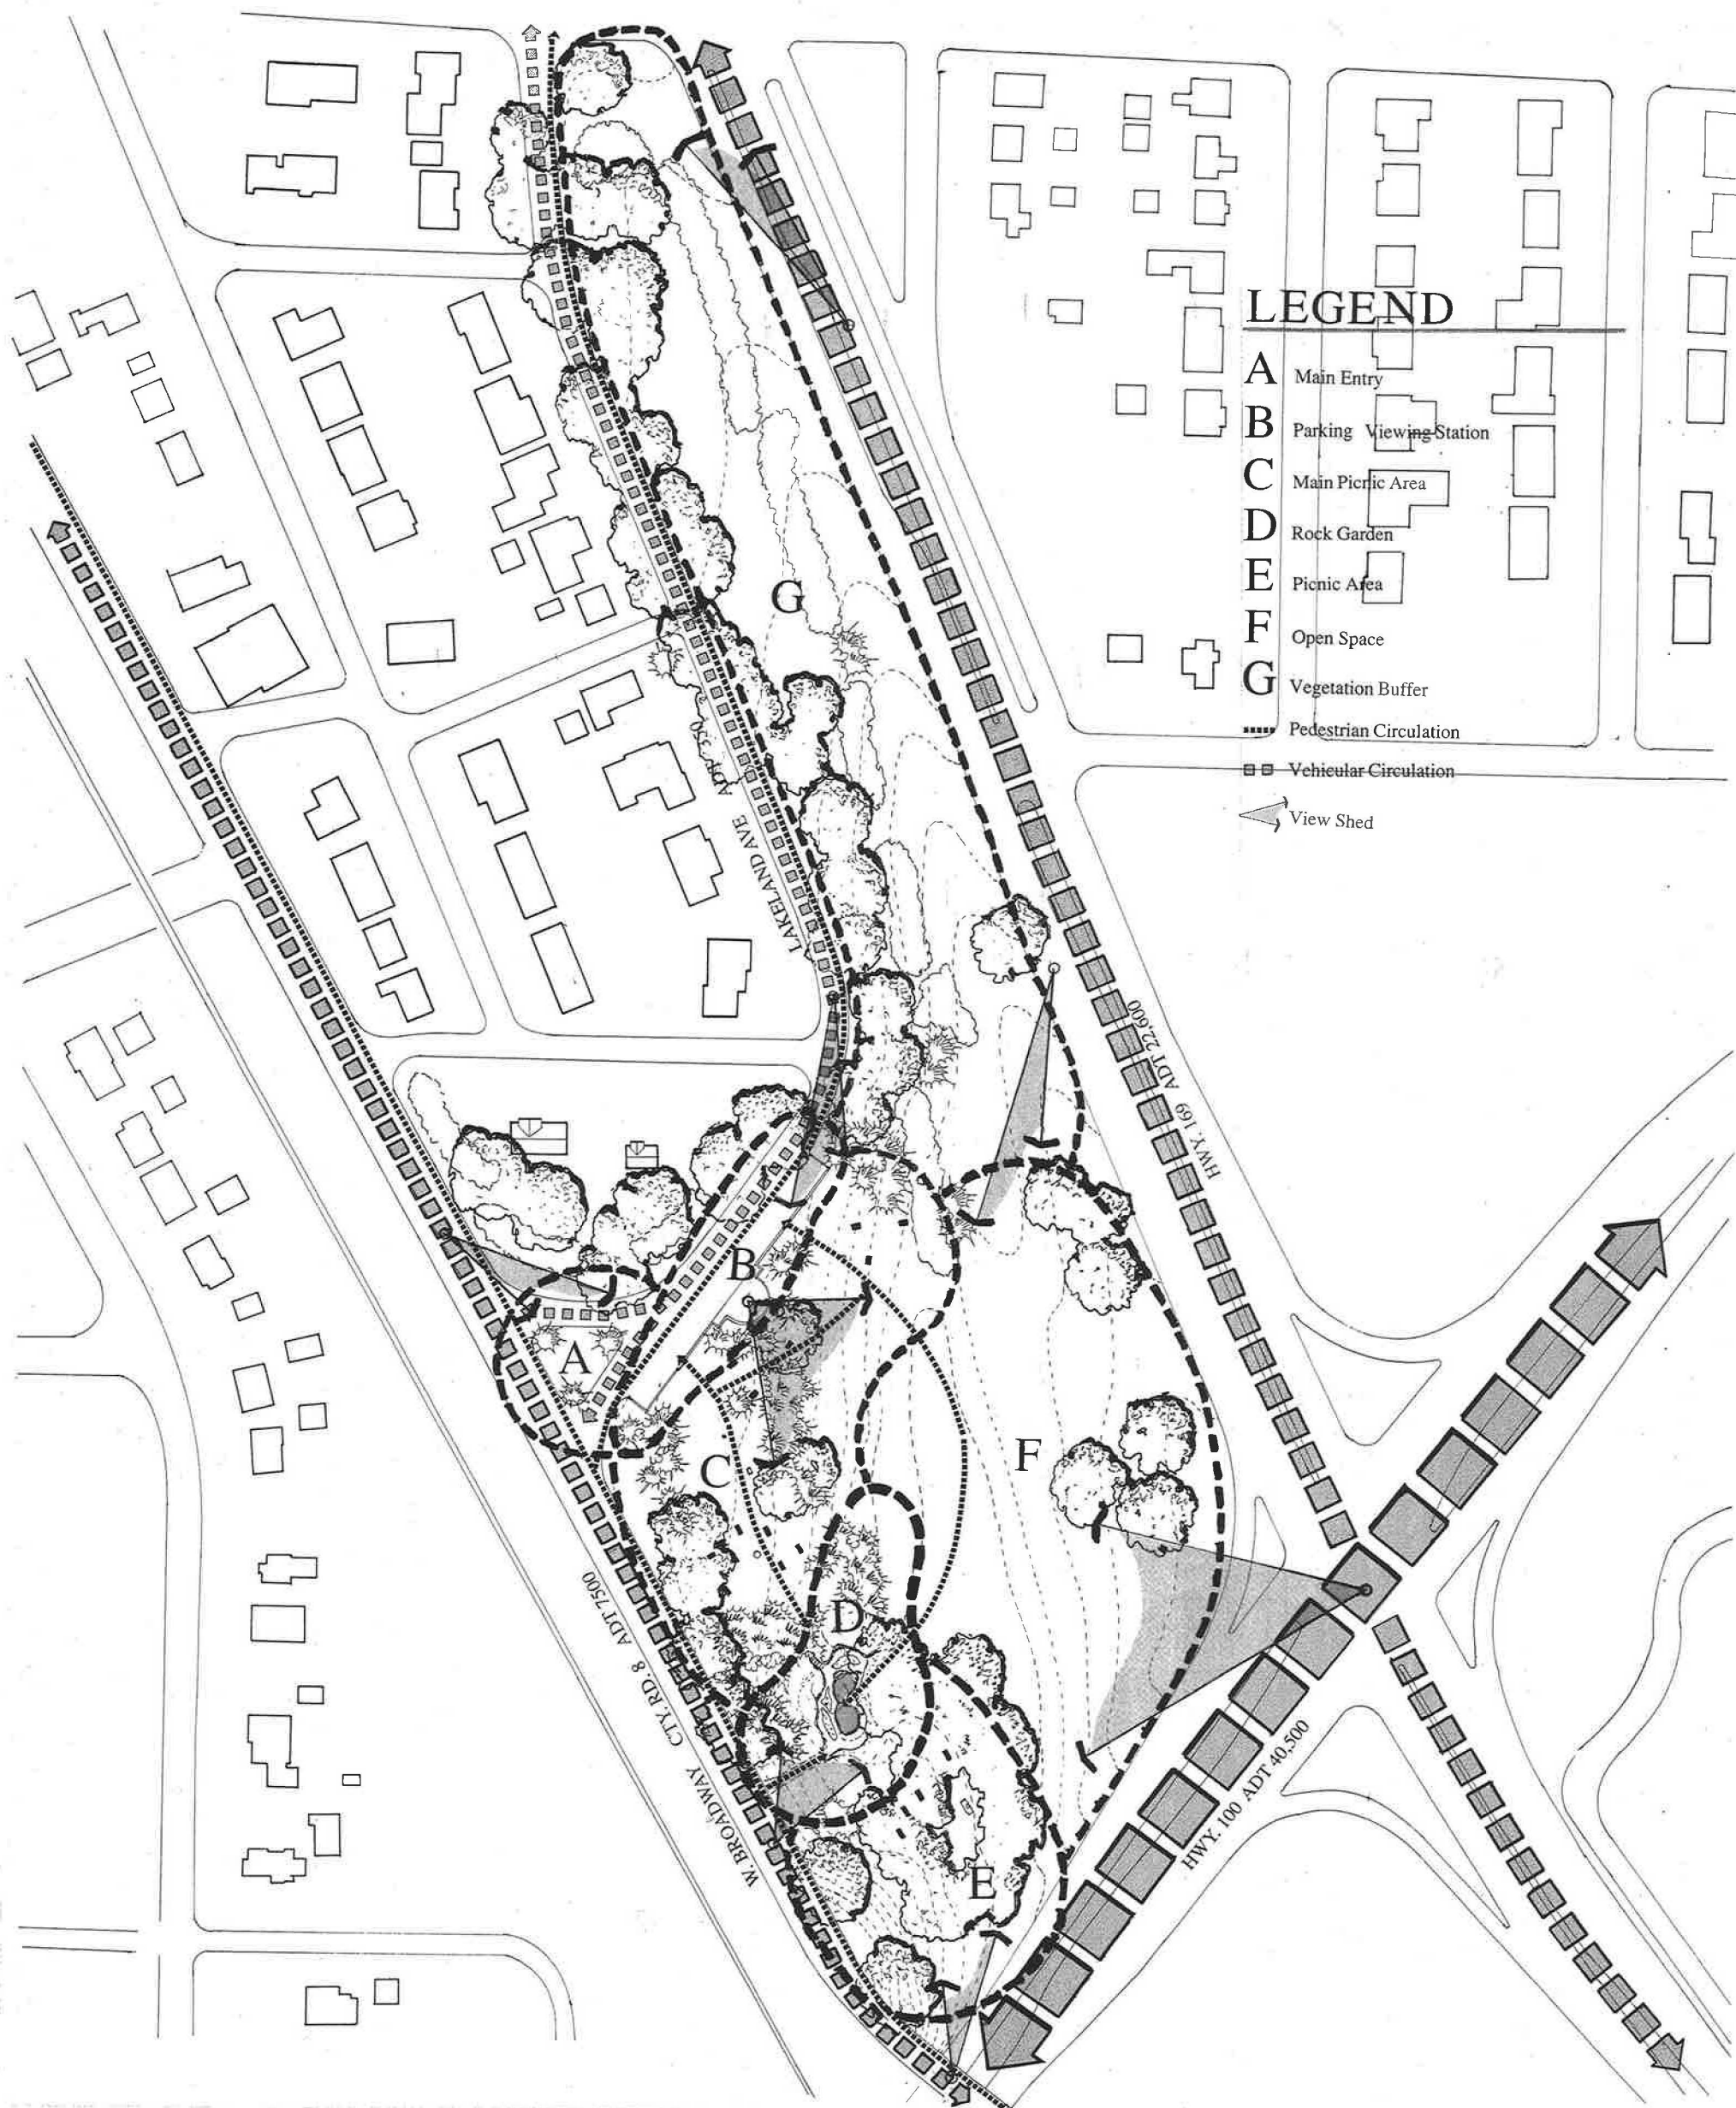 LEGEND
A Main Entry
B Parking Viewing Station
C Main Picnic Area
D Rock Garden
E Picnic Area
F Open Space
G Vegetation Buffer
Pedestrian Circulation
Vehicular Circulation
View Shed
G
LAKELAND AVE ADT 350
HWY. 169 ADT 22,600
B
A
F
C
D
E
W BROADWAY CTY. RD. 8 ADT 7500
HWY. 100 ADT 40,500